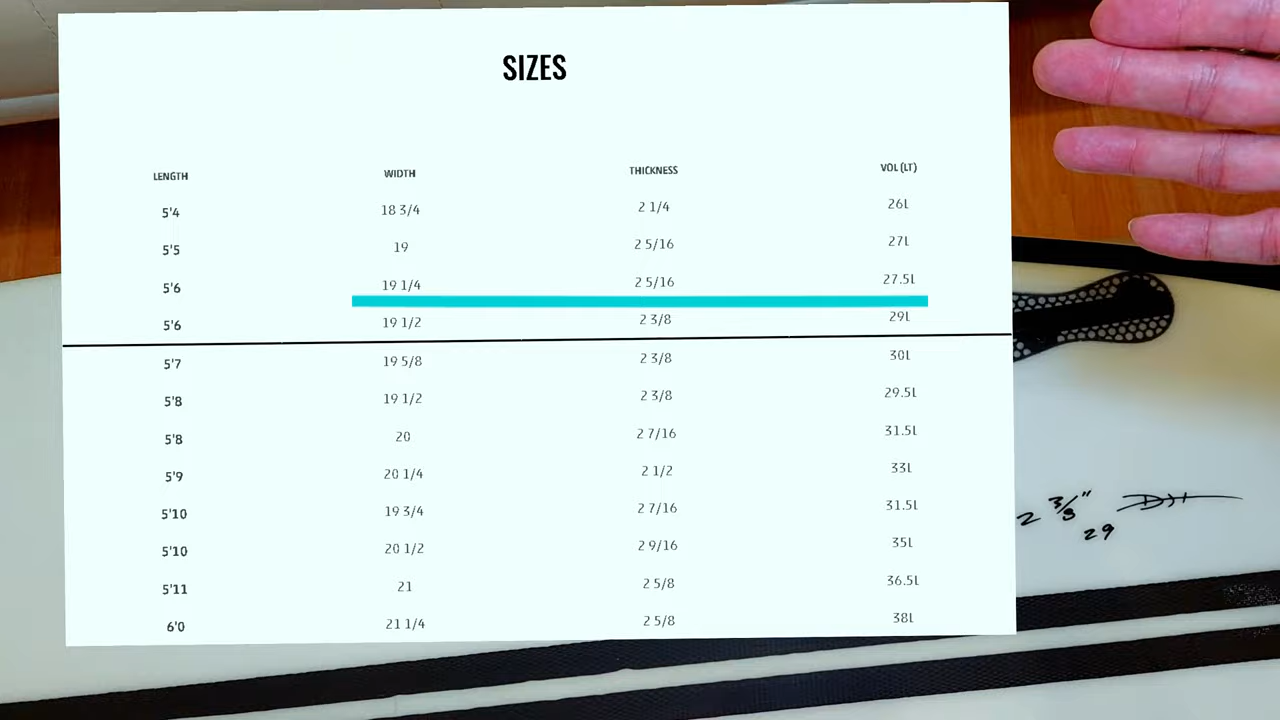 SIZES
LENGTH WIDTH THICKNESS VOL (LT)
5'4 18 3/4 2 1/4 26L
5'5 19 2 5/16 27L
5'6 19 1/4 2 5/16 27.5L
5'6 19 1/2 2 3/8 29L
5'7 19 5/8 2 3/8 30L
5'8 19 1/2 2 3/8 29.5L
5'8 20 2 7/16 31.5L
5'9 20 1/4 2 1/2 33L
5'10 19 3/4 2 7/16 31.5L
5'10 20 1/2 2 9/16 35L
5'11 21 2 5/8 36.5L
6'0 21 1/4 2 5/8 38L
2 3/8"
29